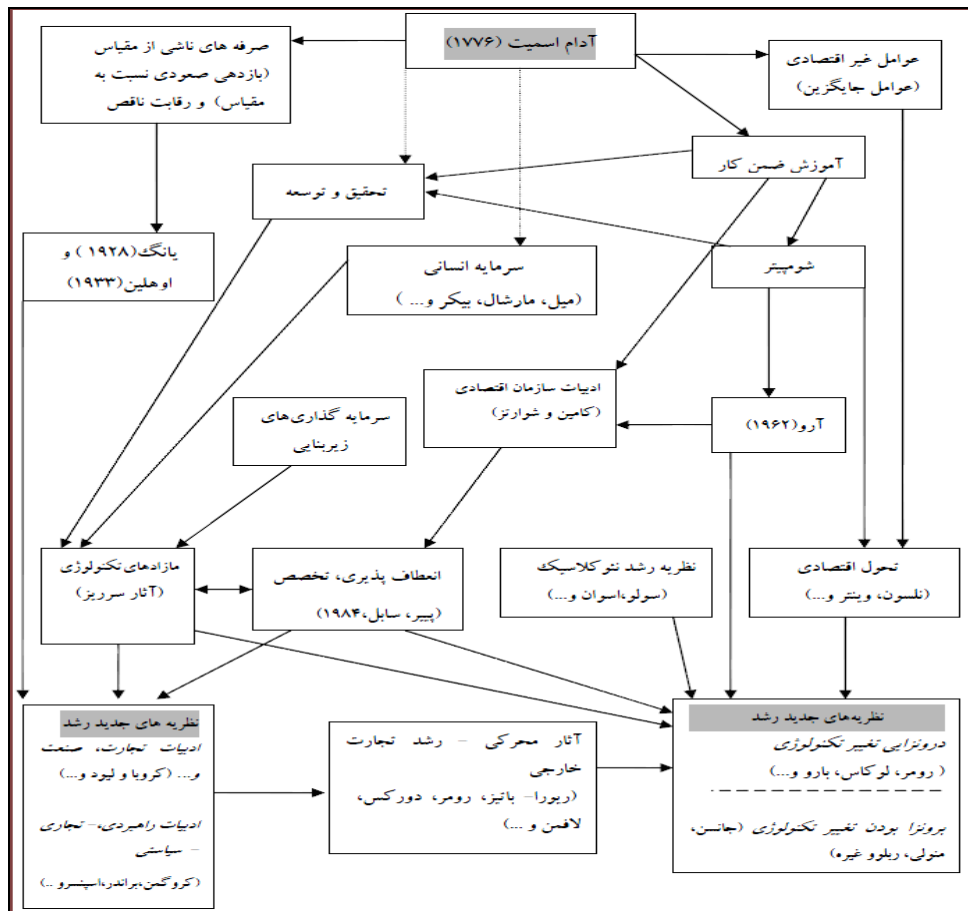 آدام اسمیت (۱۷۷۶)
صرفه های ناشی از مقیاس
(بازدهی صعودی نسبت به
مقیاس) و رقابت ناقص
عوامل غیر اقتصادی
(عوامل جایگزین)
آموزش ضمن کار
تحقیق و توسعه
یانگ(۱۹۲۸) و
اوهلین(۱۹۳۳)
سرمایه انسانی
(میل، مارشال، بیکر و... )
شومپیتر
ادبیات سازمان اقتصادی
(کامین و شوارتز)
سرمایه گذاری‌های
زیربنایی
آرو(۱۹۶۲)
مازادهای تکنولوژی
(آثار سرریز)
انعطاف پذیری، تخصص
(پییر، سابل،۱۹۸۴)
نظریه رشد نئوکلاسیک
(سولو،اسوان و...)
تحول اقتصادی
(نلسون، وینتر و...)
نظریه های جدید رشد
ادبیات تجارت، صنعت
و... (کروبا و لیود و...)
ادبیات راهبردی،– تجاری
– سیاستی
(کروگمن،براندر،اسپنسرو ..)
آثار محرکی – رشد تجارت
خارجی
(ریورا– باتیز، رومر، دورکس،
لافمن و ...)
نظریه‌های جدید رشد
درونزایی تغییر تکنولوژی
( رومر، لوکاس، بارو و...)
برونزا بودن تغییر تکنولوژی (جانسن،
منولی، ربلوو غیره)